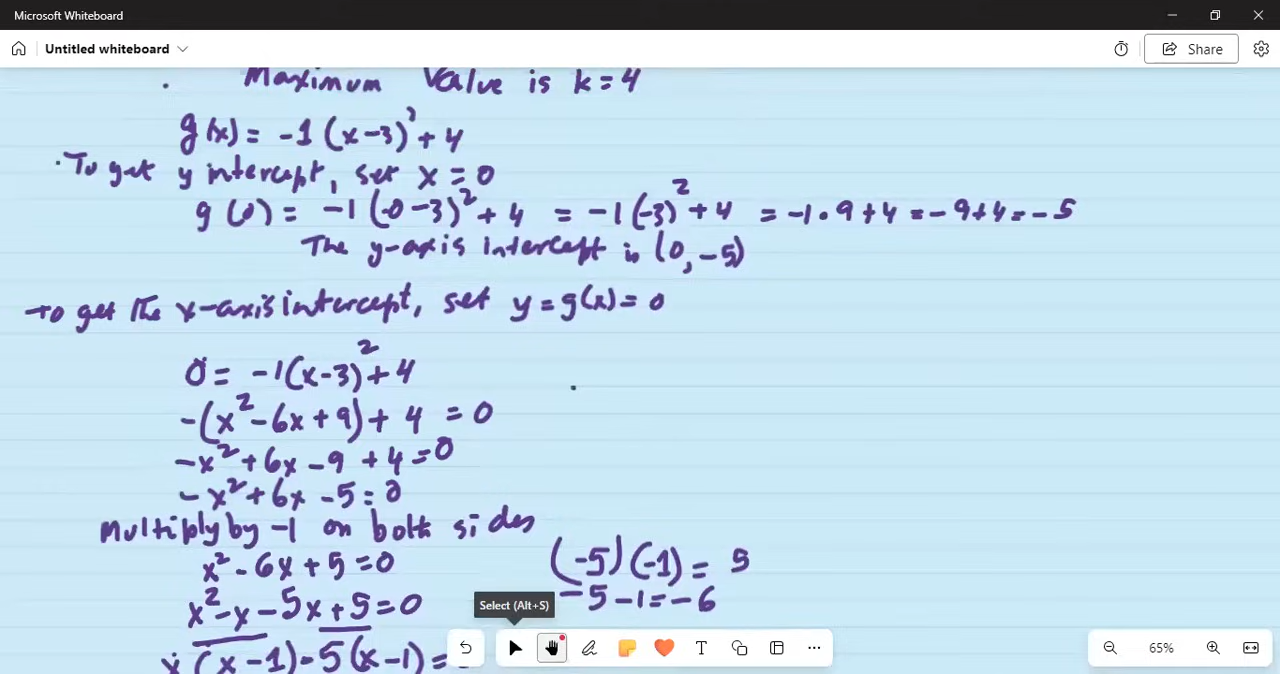 Microsoft Whiteboard
Untitled whiteboard
Share
. Maximum Value is k = 4
g(x) = -1(x-3)² + 4
. To get y intercept, set x = 0
g(0) = -1(-0-3)² + 4 = -1(-3)² + 4 = -1 • 9 + 4 = -9+4 = -5
The y-axis intercept is (0, -5)
to get the x-axis intercept, set y = g(x) = 0
0 = -1(x-3)² + 4
-(x² - 6x + 9) + 4 = 0
-x² + 6x - 9 + 4 = 0
-x² + 6x - 5 = 0
Multiply by -1 on both sides
x² - 6x + 5 = 0
(-5)(-1) = 5
x² - x - 5x + 5 = 0
-5 - 1 = -6
Select (Alt+S)
x(x-1) - 5(x-1) =
65%